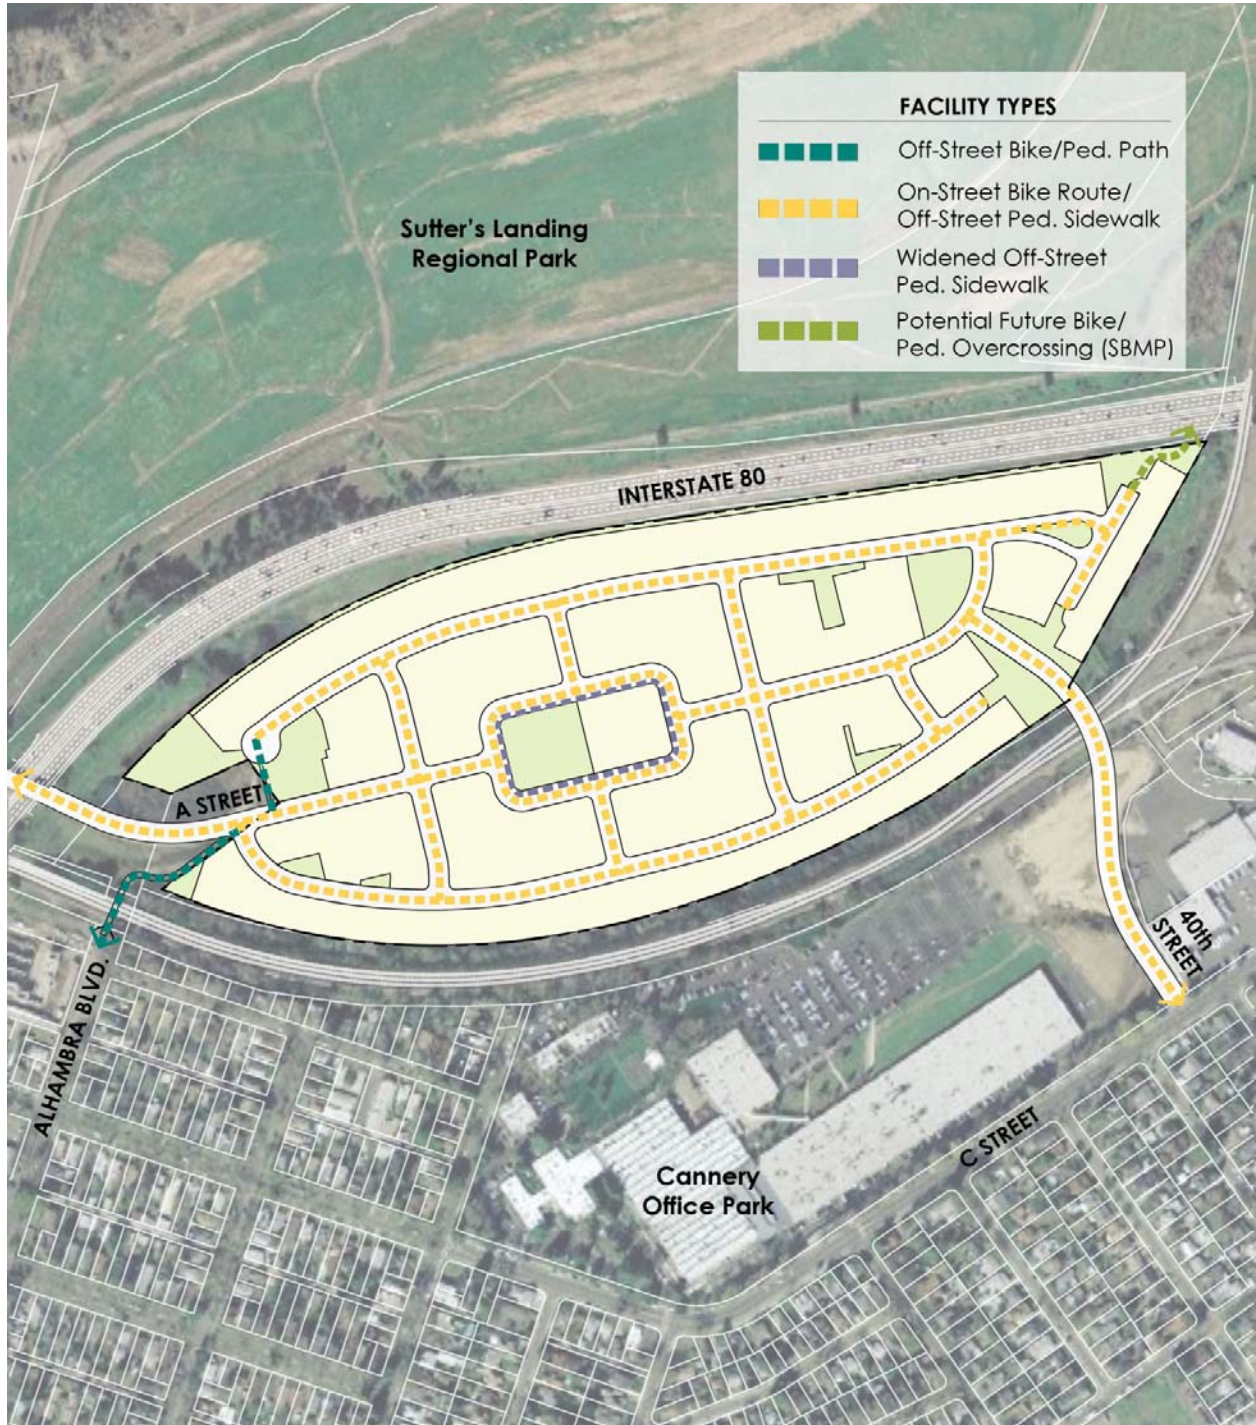 FACILITY TYPES
Off-Street Bike/Ped. Path
On-Street Bike Route/
Off-Street Ped. Sidewalk
Widened Off-Street
Ped. Sidewalk
Potential Future Bike/
Ped. Overcrossing (SBMP)
Sutter's Landing
Regional Park
INTERSTATE 80
A STREET
40th
STREET
ALHAMBRA BLVD.
C STREET
Cannery
Office Park